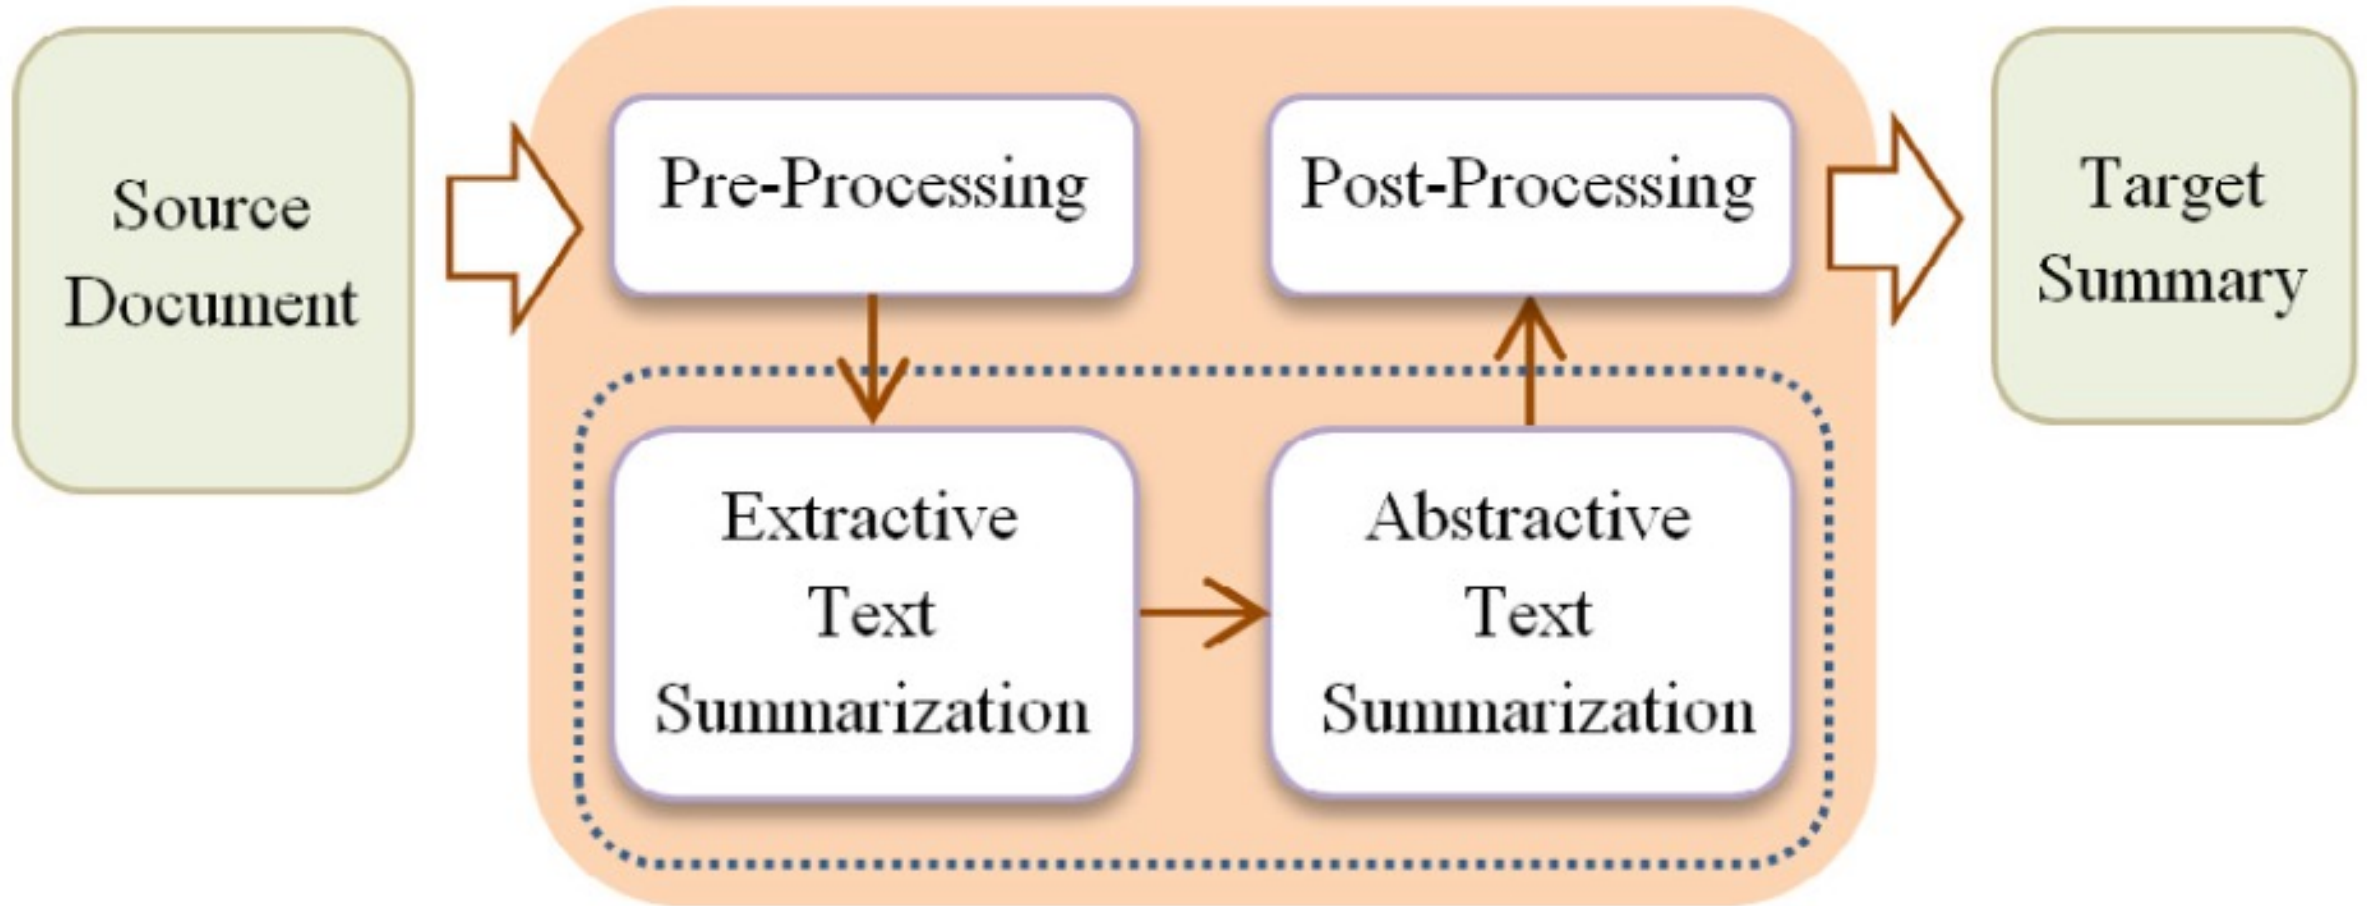 Source
Document
Pre-Processing
Extractive
Text
Summarization
Abstractive
Text
Summarization
Post-Processing
Target
Summary